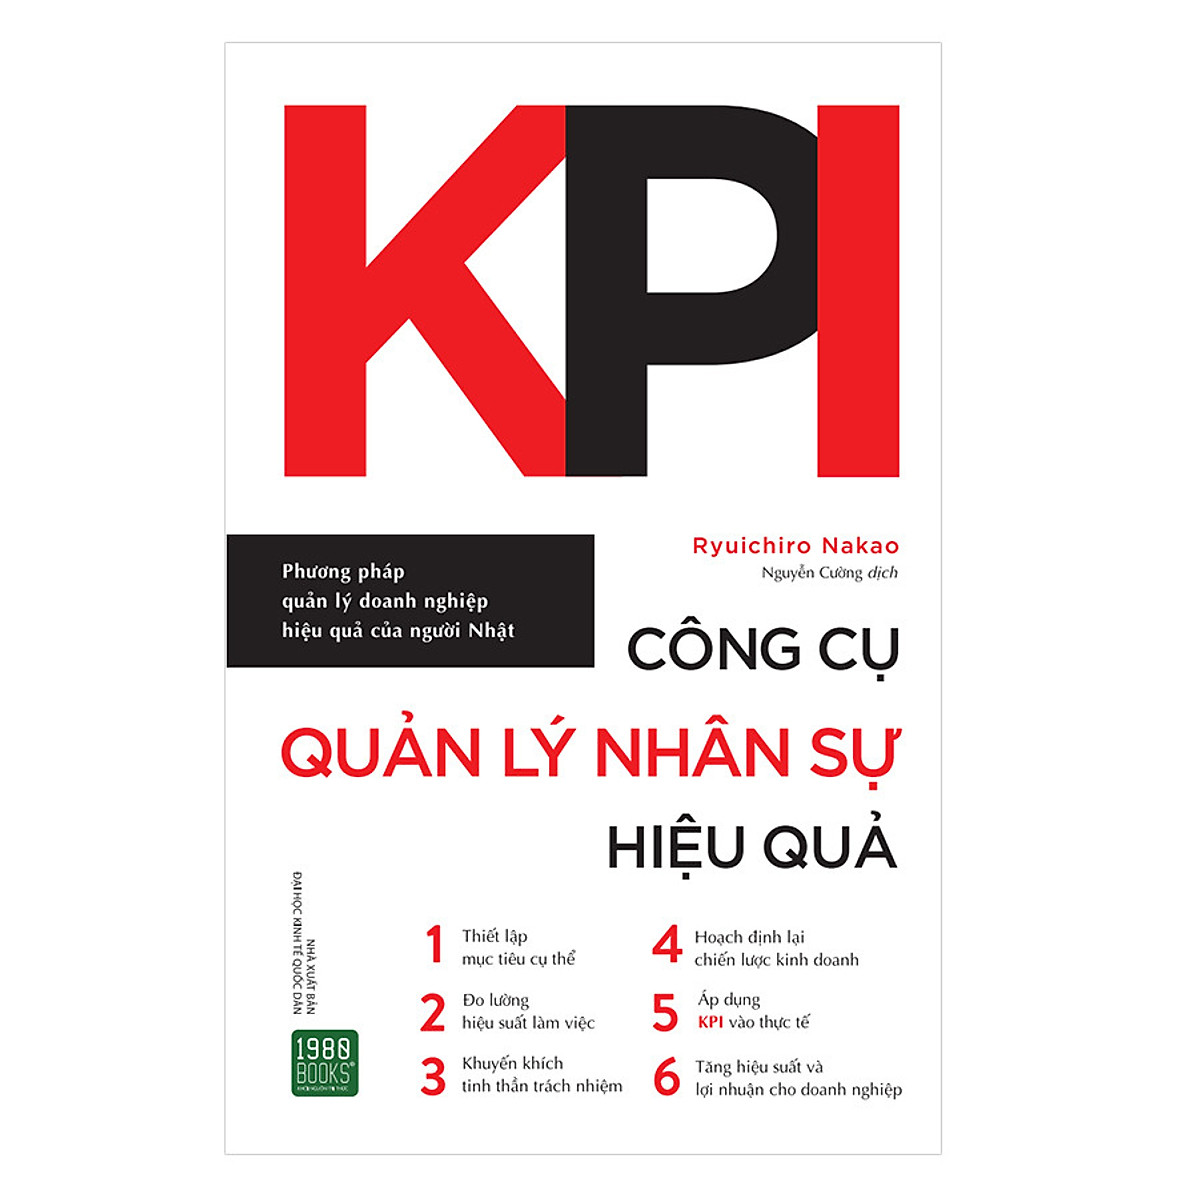 KPI
Ryuichiro Nakao
Nguyễn Cường dịch
Phương pháp
quản lý doanh nghiệp
hiệu quả của người Nhật
CÔNG CỤ
QUẢN LÝ NHÂN SỰ
HIỆU QUẢ
1 Thiết lập
mục tiêu cụ thể
2 Đo lường
hiệu suất làm việc
3 Khuyến khích
tinh thần trách nhiệm
4 Hoạch định lại
chiến lược kinh doanh
5 Áp dụng
KPI vào thực tế
6 Tăng hiệu suất và
lợi nhuận cho doanh nghiệp
NHÀ XUẤT BẢN
ĐẠI HỌC KINH TẾ QUỐC DÂN
1980
BOOKS®